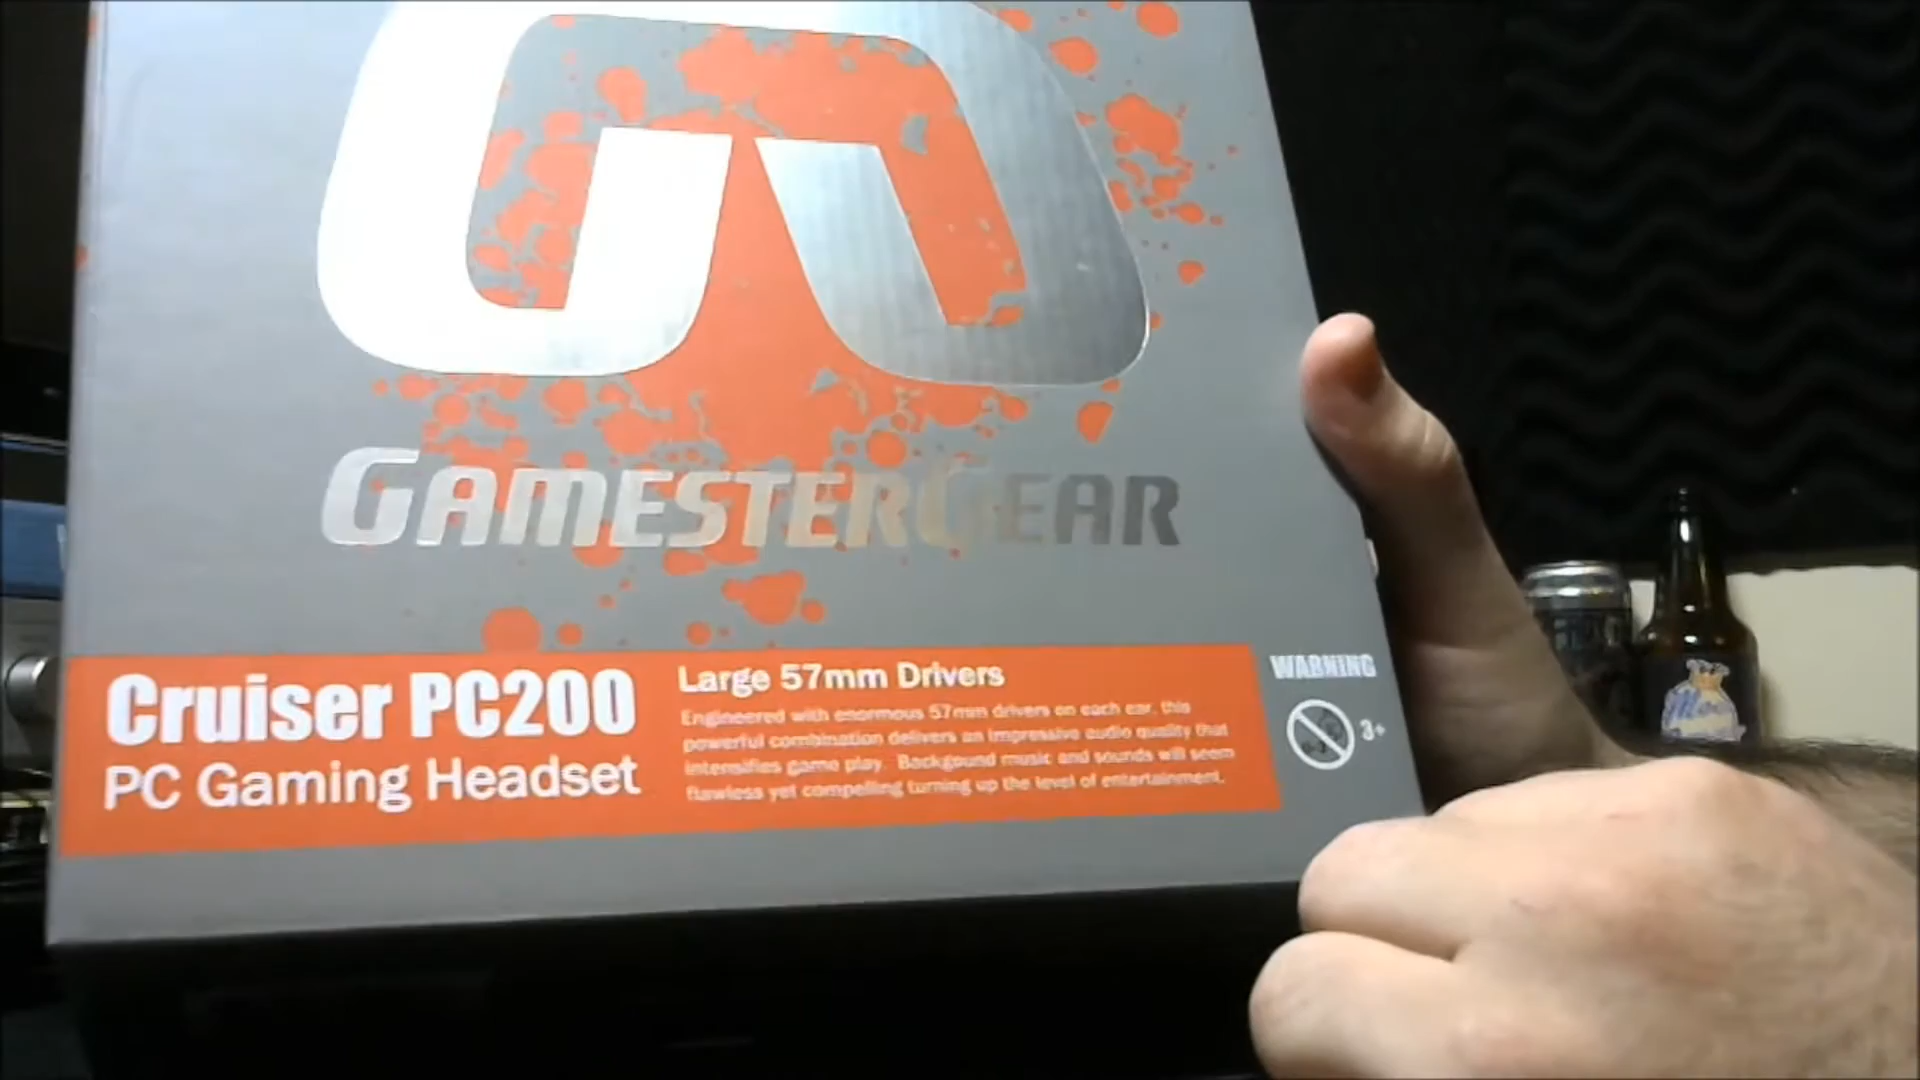 GAMESTERGEAR
Cruiser PC200
PC Gaming Headset
Large 57mm Drivers
Engineered with enormous 57mm drivers on each ear, this
powerful combination delivers an impressive audio quality that
intensifies game play. Backgound music and sounds will seem
flawless yet compelling turning up the level of entertainment.
WARNING
3+